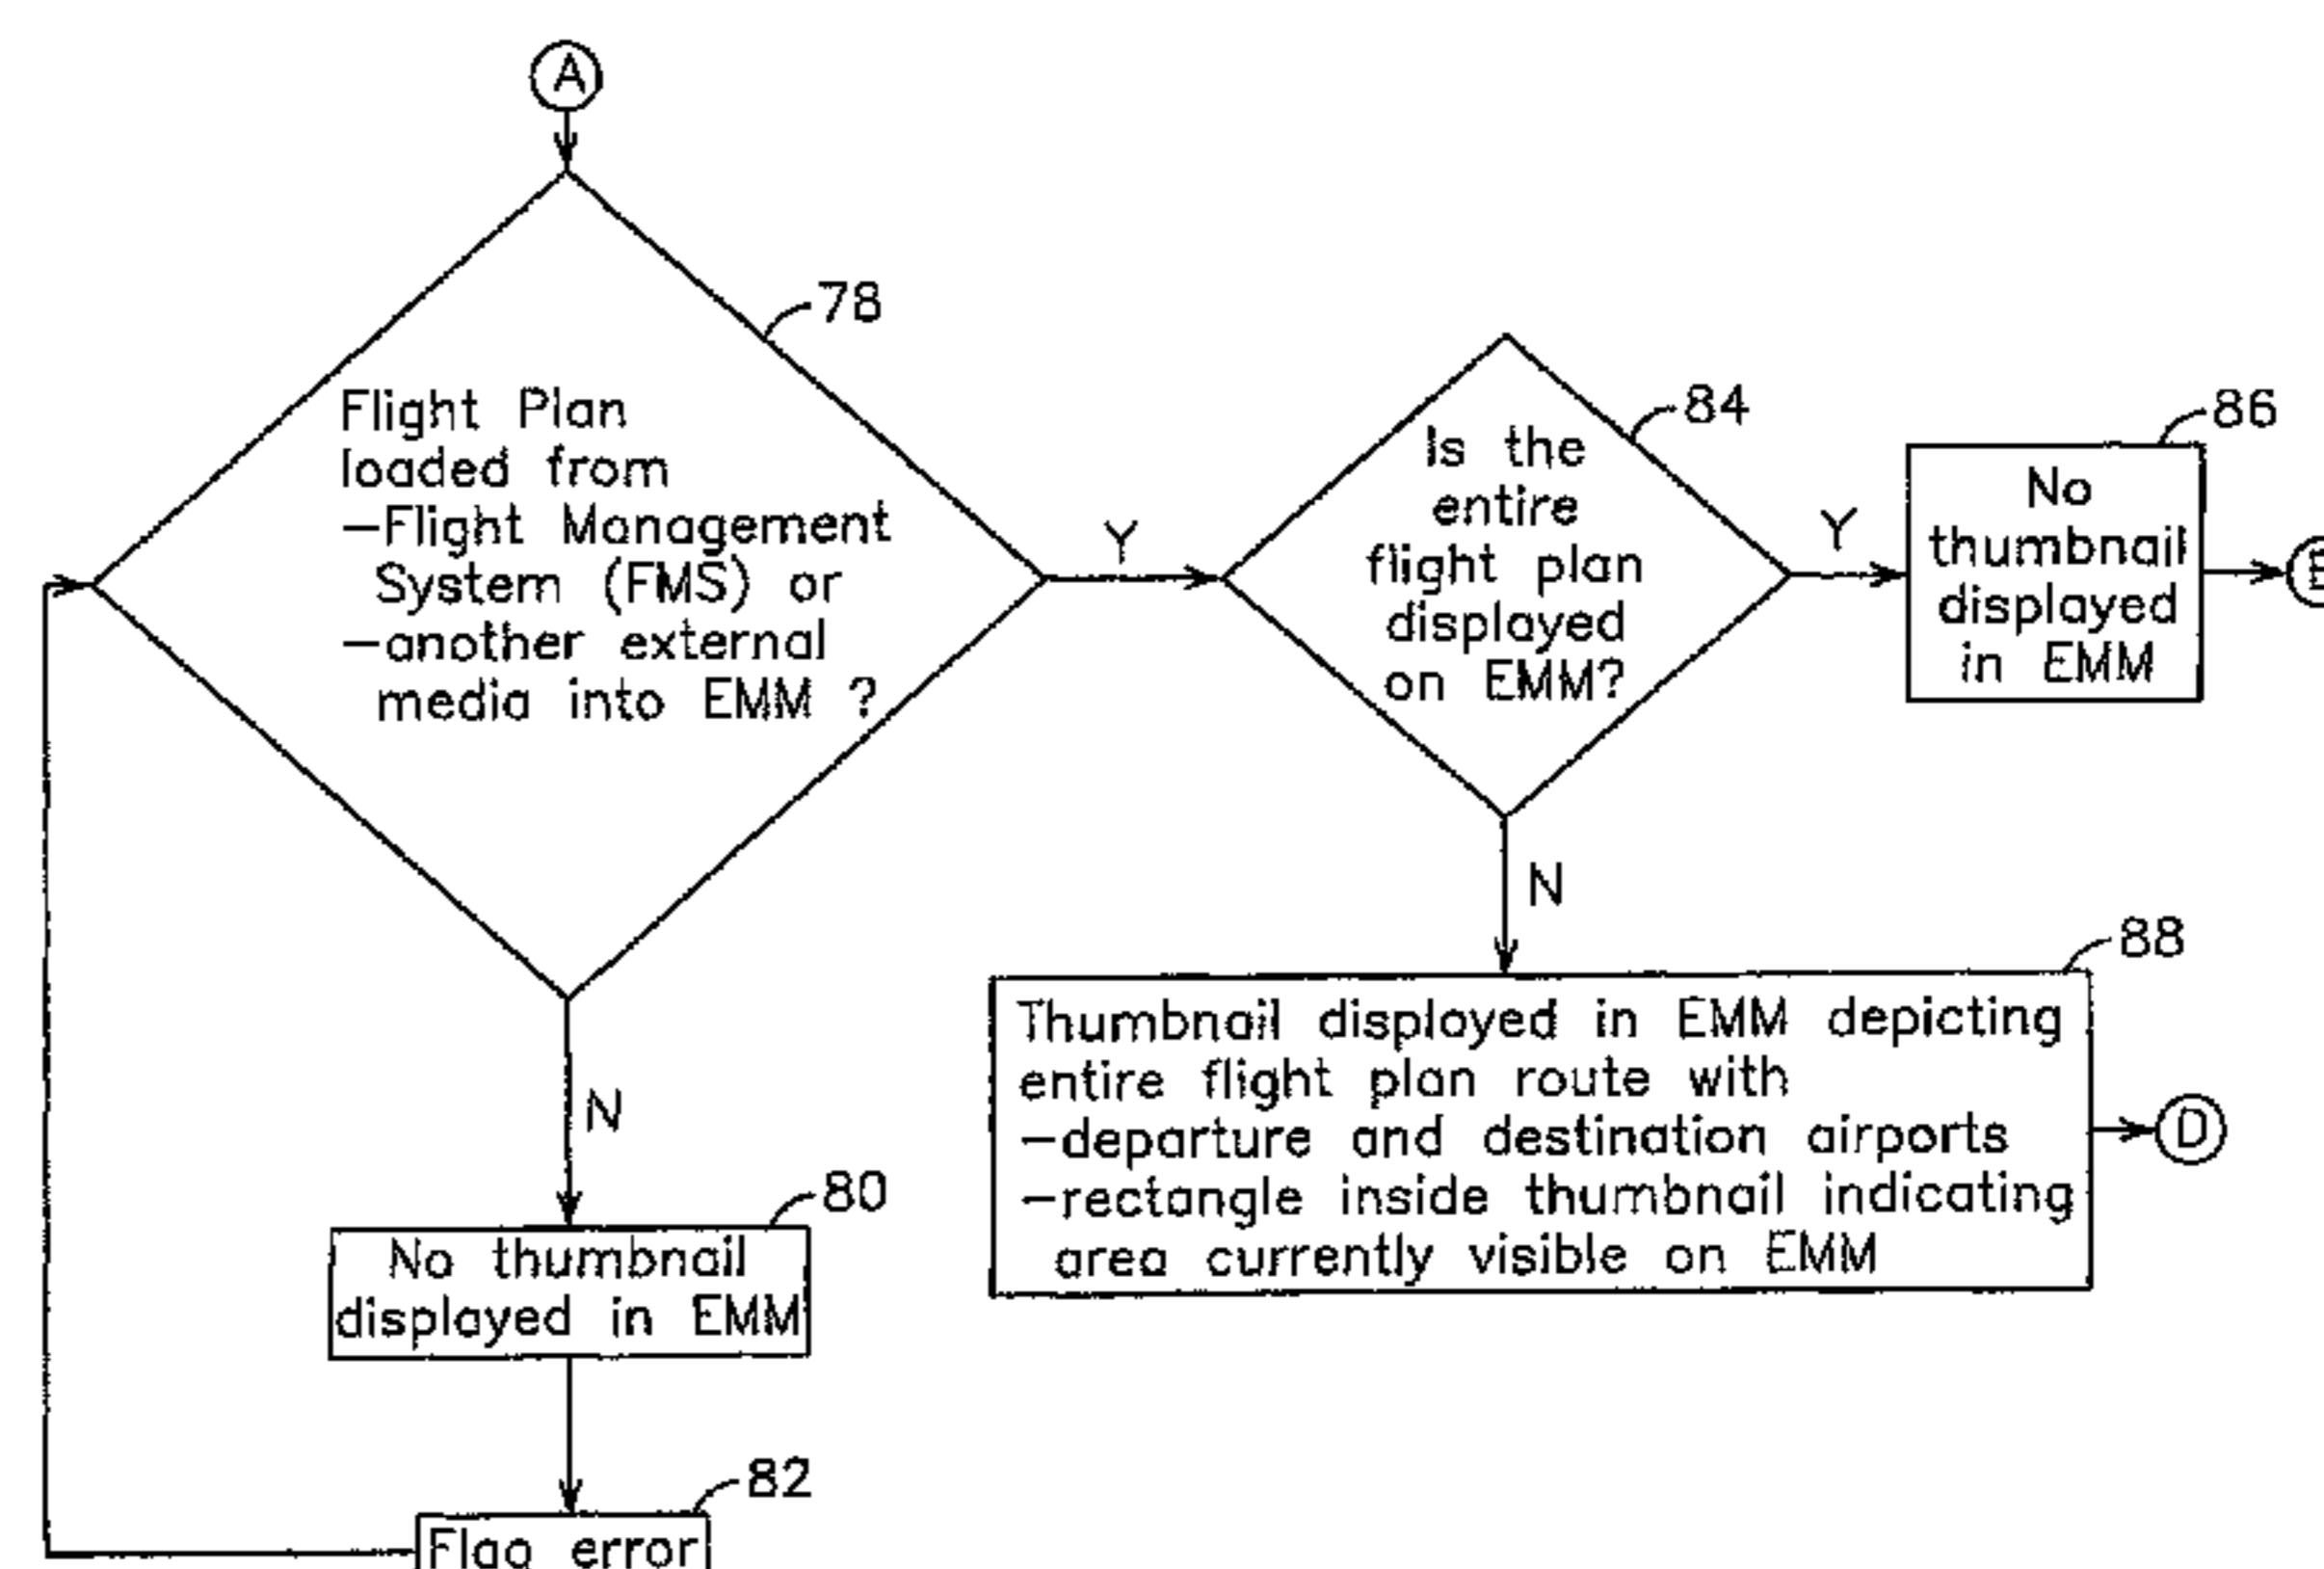 A
78
Flight Plan
loaded from
-Flight Management
System (FMS) or
-another external
media into EMM ?
Y
84
Is the
entire
flight plan
displayed
on EMM?
Y
86
No
thumbnail
displayed
in EMM
N
88
Thumbnail displayed in EMM depicting
entire flight plan route with
-departure and destination airports
-rectangle inside thumbnail indicating
area currently visible on EMM
D
N
80
No thumbnail
displayed in EMM
82
Flag error